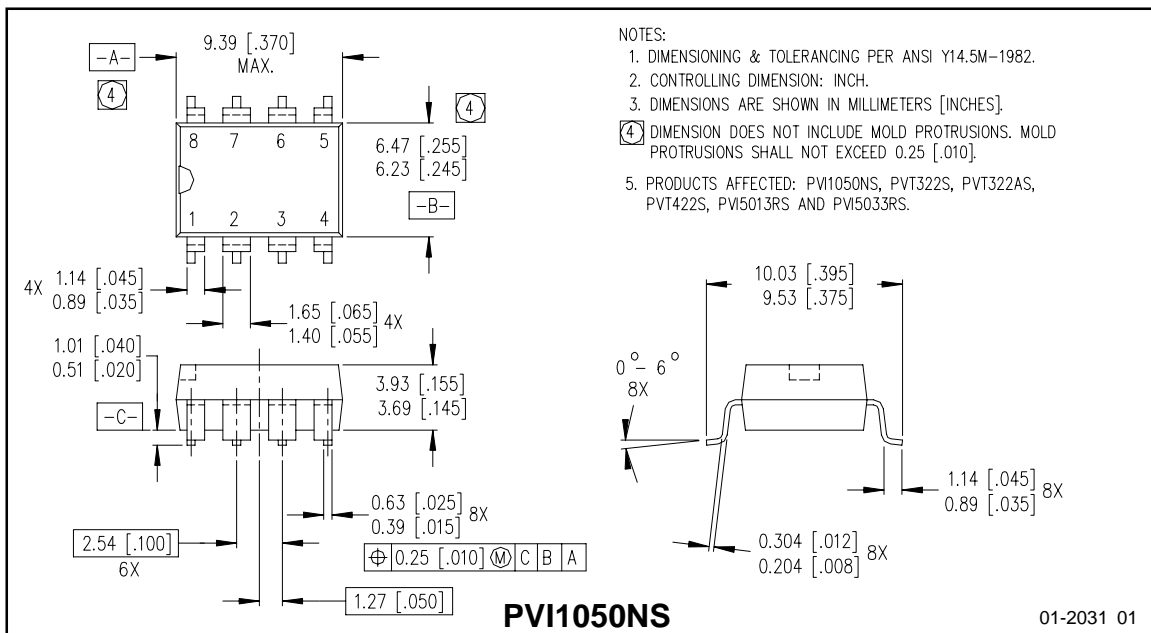 9.39 [.370]
MAX.
-A-
4
4
8 7 6 5
1 2 3 4
6.47 [.255]
6.23 [.245]
-B-
4X 1.14 [.045]
0.89 [.035]
1.65 [.065] 4X
1.40 [.055]
1.01 [.040]
0.51 [.020]
-C-
3.93 [.155]
3.69 [.145]
0.63 [.025] 8X
0.39 [.015]
2.54 [.100]
6X
⌖ 0.25 [.010] Ⓜ C B A
1.27 [.050]
NOTES:
1. DIMENSIONING & TOLERANCING PER ANSI Y14.5M-1982.
2. CONTROLLING DIMENSION: INCH.
3. DIMENSIONS ARE SHOWN IN MILLIMETERS [INCHES].
4 DIMENSION DOES NOT INCLUDE MOLD PROTRUSIONS. MOLD
PROTRUSIONS SHALL NOT EXCEED 0.25 [.010].
5. PRODUCTS AFFECTED: PVI1050NS, PVT322S, PVT322AS,
PVT422S, PVI5013RS AND PVI5033RS.
10.03 [.395]
9.53 [.375]
0° - 6°
8X
1.14 [.045] 8X
0.89 [.035]
0.304 [.012] 8X
0.204 [.008]
PVI1050NS
01-2031 01